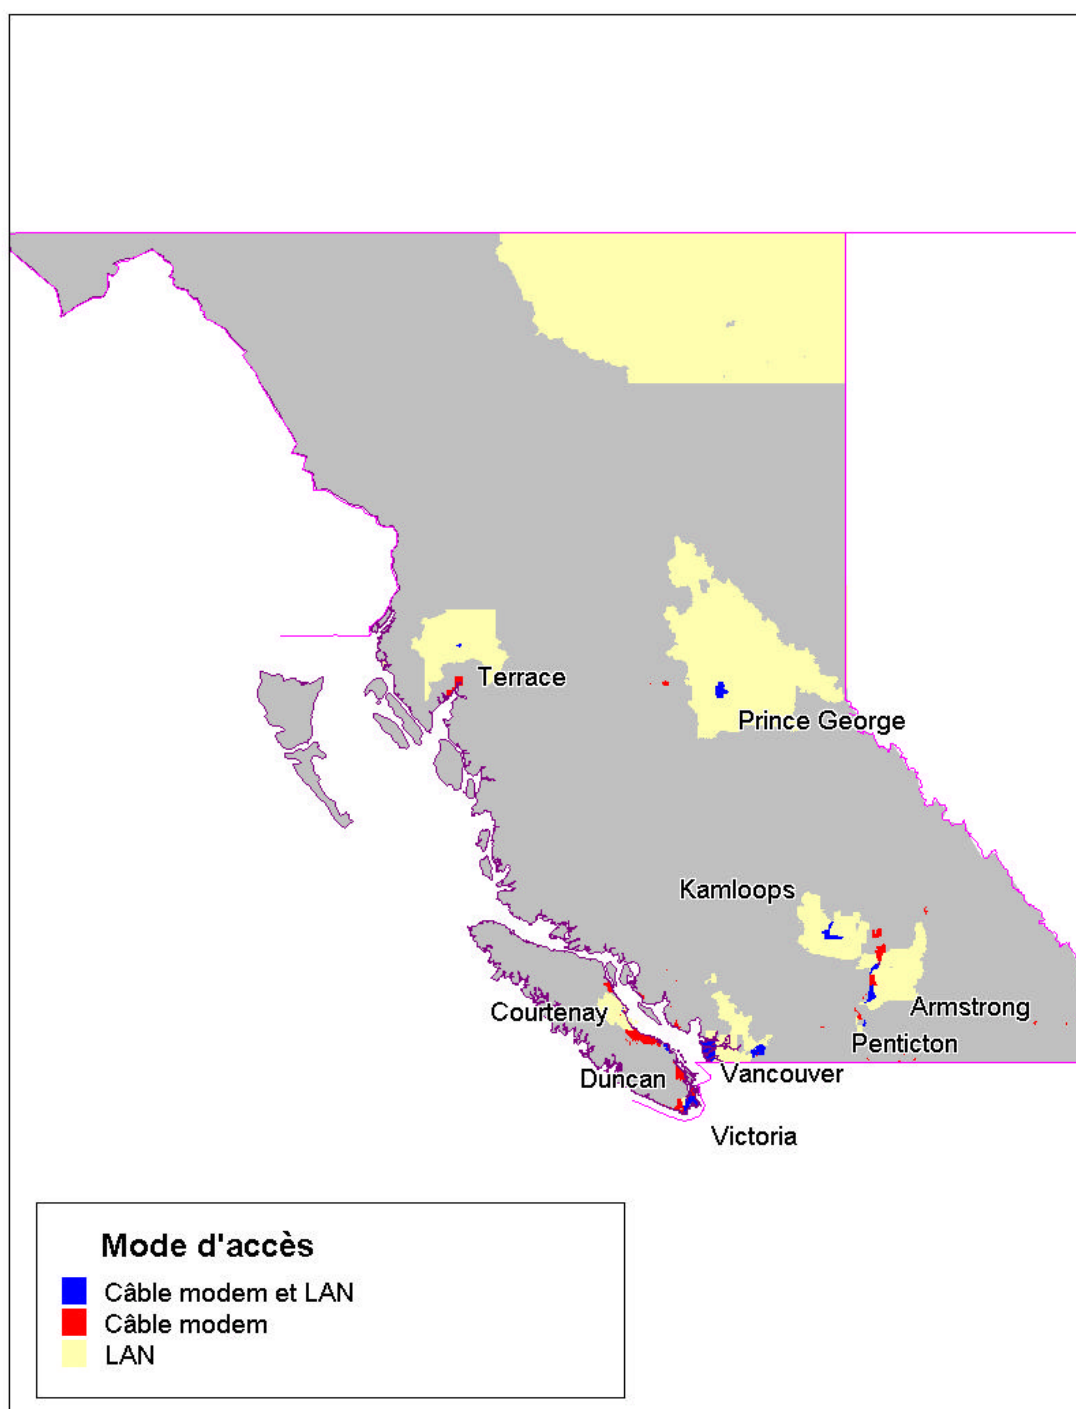 Terrace
Prince George
Kamloops
Armstrong
Courtenay
Penticton
Duncan
Vancouver
Victoria
Mode d'accès
Câble modem et LAN
Câble modem
LAN